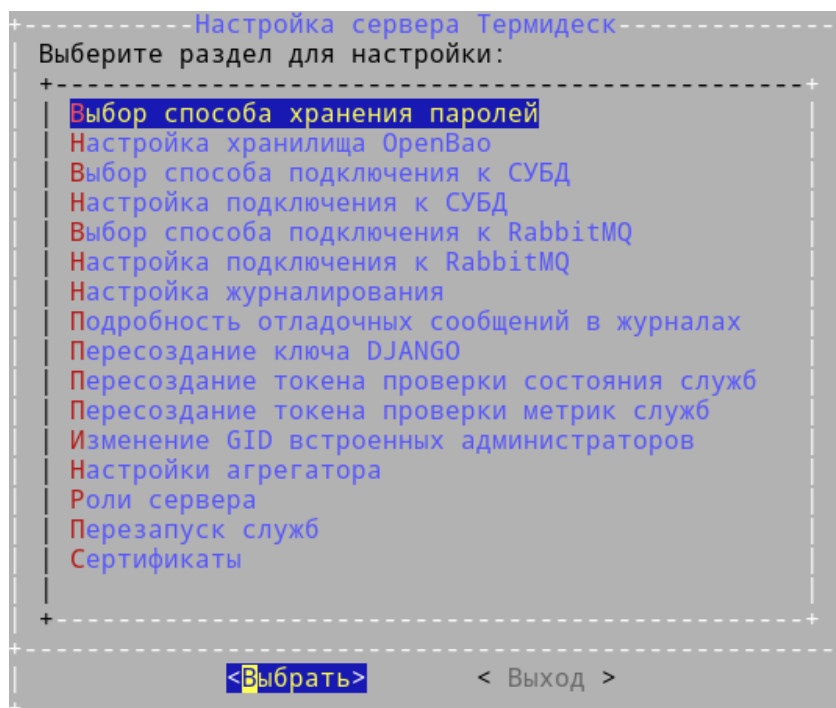 Настройка сервера Термидеск
Выберите раздел для настройки:
Выбор способа хранения паролей
Настройка хранилища OpenBao
Выбор способа подключения к СУБД
Настройка подключения к СУБД
Выбор способа подключения к RabbitMQ
Настройка подключения к RabbitMQ
Настройка журналирования
Подробность отладочных сообщений в журналах
Пересоздание ключа DJANGO
Пересоздание токена проверки состояния служб
Пересоздание токена проверки метрик служб
Изменение GID встроенных администраторов
Настройки агрегатора
Роли сервера
Перезапуск служб
Сертификаты
<Выбрать> < Выход >